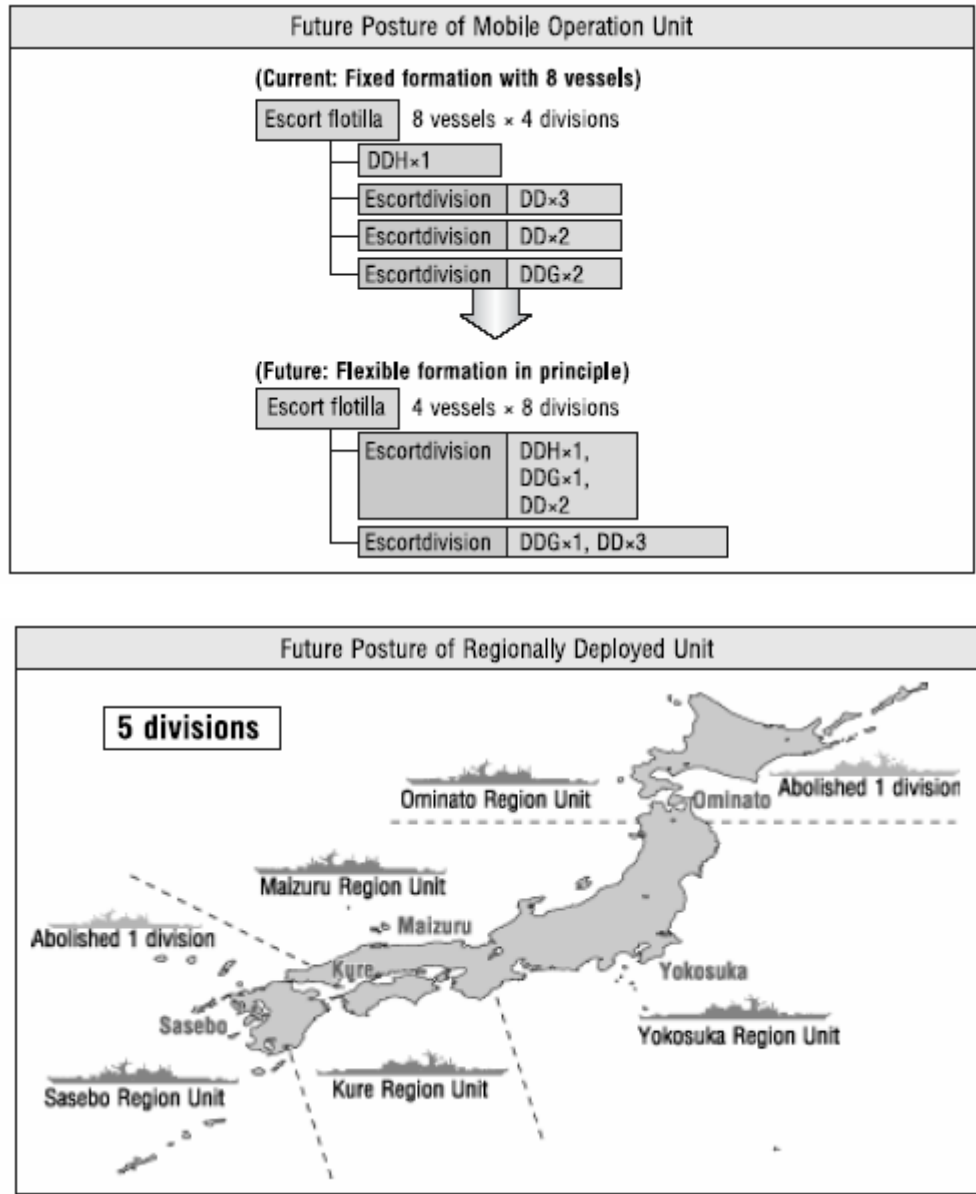 Future Posture of Mobile Operation Unit
(Current: Fixed formation with 8 vessels)
Escort flotilla 8 vessels × 4 divisions
DDH×1
Escortdivision DD×3
Escortdivision DD×2
Escortdivision DDG×2
(Future: Flexible formation in principle)
Escort flotilla 4 vessels × 8 divisions
Escortdivision DDH×1,
DDG×1,
DD×2
Escortdivision DDG×1, DD×3
Future Posture of Regionally Deployed Unit
5 divisions
Ominato Region Unit
Ominato
Abolished 1 division
Maizuru Region Unit
Maizuru
Abolished 1 division
Kure
Yokosuka
Sasebo
Yokosuka Region Unit
Sasebo Region Unit
Kure Region Unit